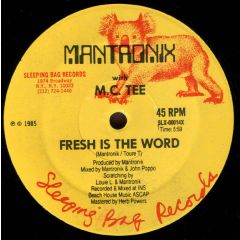 MANTRONIX
SLEEPING BAG RECORDS
1974 Broadway
N.Y., N.Y. 10023
(212) 724-1440
with
M.C. TEE
45 RPM
SLX-00014X
Time: 5:59
℗ © 1985
FRESH IS THE WORD
(Mantronik / Toure T)
Produced by Mantronik
Mixed by Mantronik & John Poppo
Scratching by
Louie L. & Mantronik
Recorded & Mixed at INS
Beach House Music ASCAP
Mastered by Herb Powers
Sleeping Bag Records